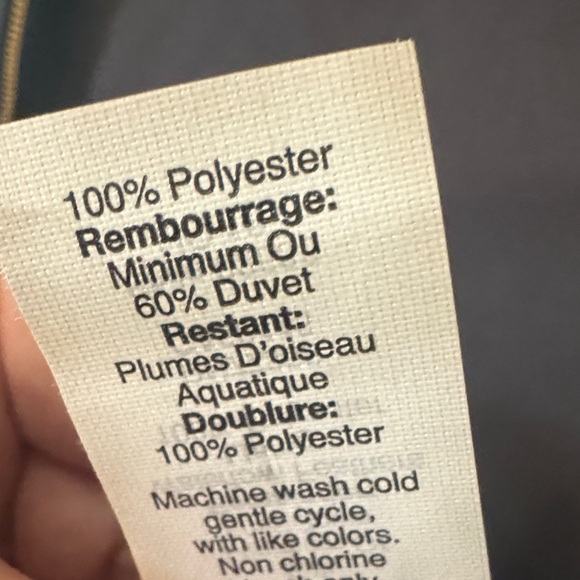 100% Polyester
Rembourrage:
Minimum Ou
60% Duvet
Restant:
Plumes D'oiseau
Aquatique
Doublure:
100% Polyester
Machine wash cold
gentle cycle,
with like colors.
Non chlorine
only.